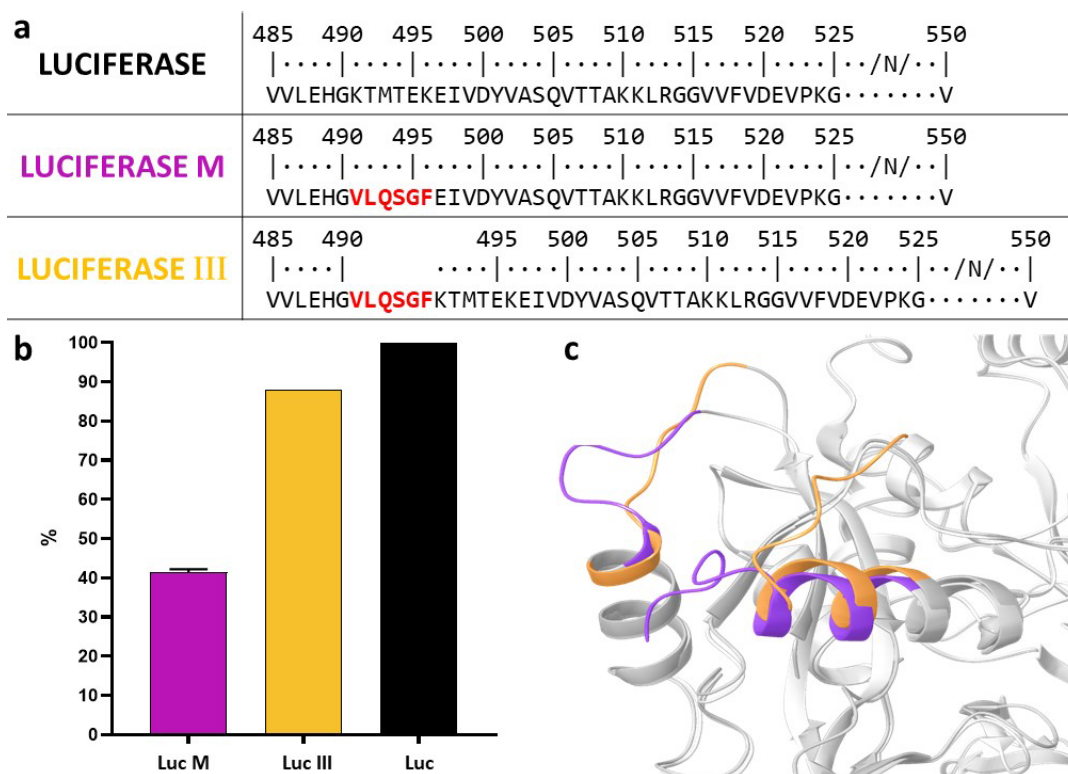 a
LUCIFERASE
485 490 495 500 505 510 515 520 525 550
|····|····|····|····|····|····|····|····|·· /N/ ··|
VVLEHGKTMTEKEIVDYVASQVTTAKKLRGGVVFVDEVPKG·······V
LUCIFERASE M
485 490 495 500 505 510 515 520 525 550
|····|····|····|····|····|····|····|····|·· /N/ ··|
VVLEHGVLQSGFEIVDYVASQVTTAKKLRGGVVFVDEVPKG·······V
LUCIFERASE III
485 490 495 500 505 510 515 520 525 550
|····| ····|····|····|····|····|····|····|·· /N/ ··|
VVLEHGVLQSGFKTMTEKEIVDYVASQVTTAKKLRGGVVFVDEVPKG·······V
b
%
100
90
80
70
60
50
40
30
20
10
0
Luc M Luc III Luc
c